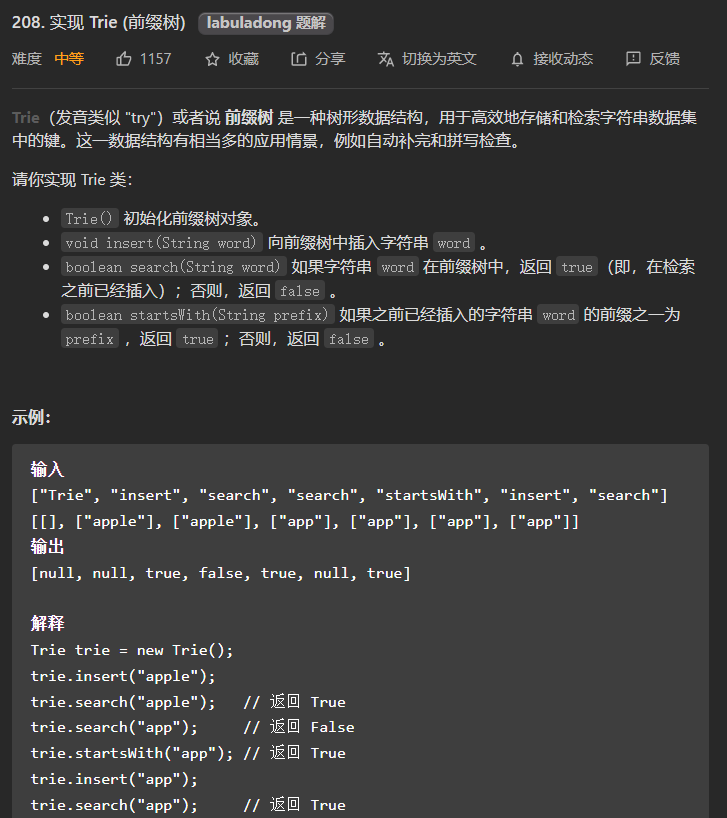 208. 实现 Trie (前缀树) labuladong 题解
难度 中等 1157 收藏 分享 切换为英文 接收动态 反馈
Trie（发音类似 "try"）或者说 前缀树 是一种树形数据结构，用于高效地存储和检索字符串数据集
中的键。这一数据结构有相当多的应用情景，例如自动补完和拼写检查。
请你实现 Trie 类：
Trie() 初始化前缀树对象。
void insert(String word) 向前缀树中插入字符串 word 。
boolean search(String word) 如果字符串 word 在前缀树中，返回 true（即，在检索
之前已经插入）；否则，返回 false 。
boolean startsWith(String prefix) 如果之前已经插入的字符串 word 的前缀之一为
prefix ，返回 true ；否则，返回 false 。
示例：
输入
["Trie", "insert", "search", "search", "startsWith", "insert", "search"]
[[], ["apple"], ["apple"], ["app"], ["app"], ["app"], ["app"]]
输出
[null, null, true, false, true, null, true]
解释
Trie trie = new Trie();
trie.insert("apple");
trie.search("apple");   // 返回 True
trie.search("app");     // 返回 False
trie.startsWith("app"); // 返回 True
trie.insert("app");
trie.search("app");     // 返回 True